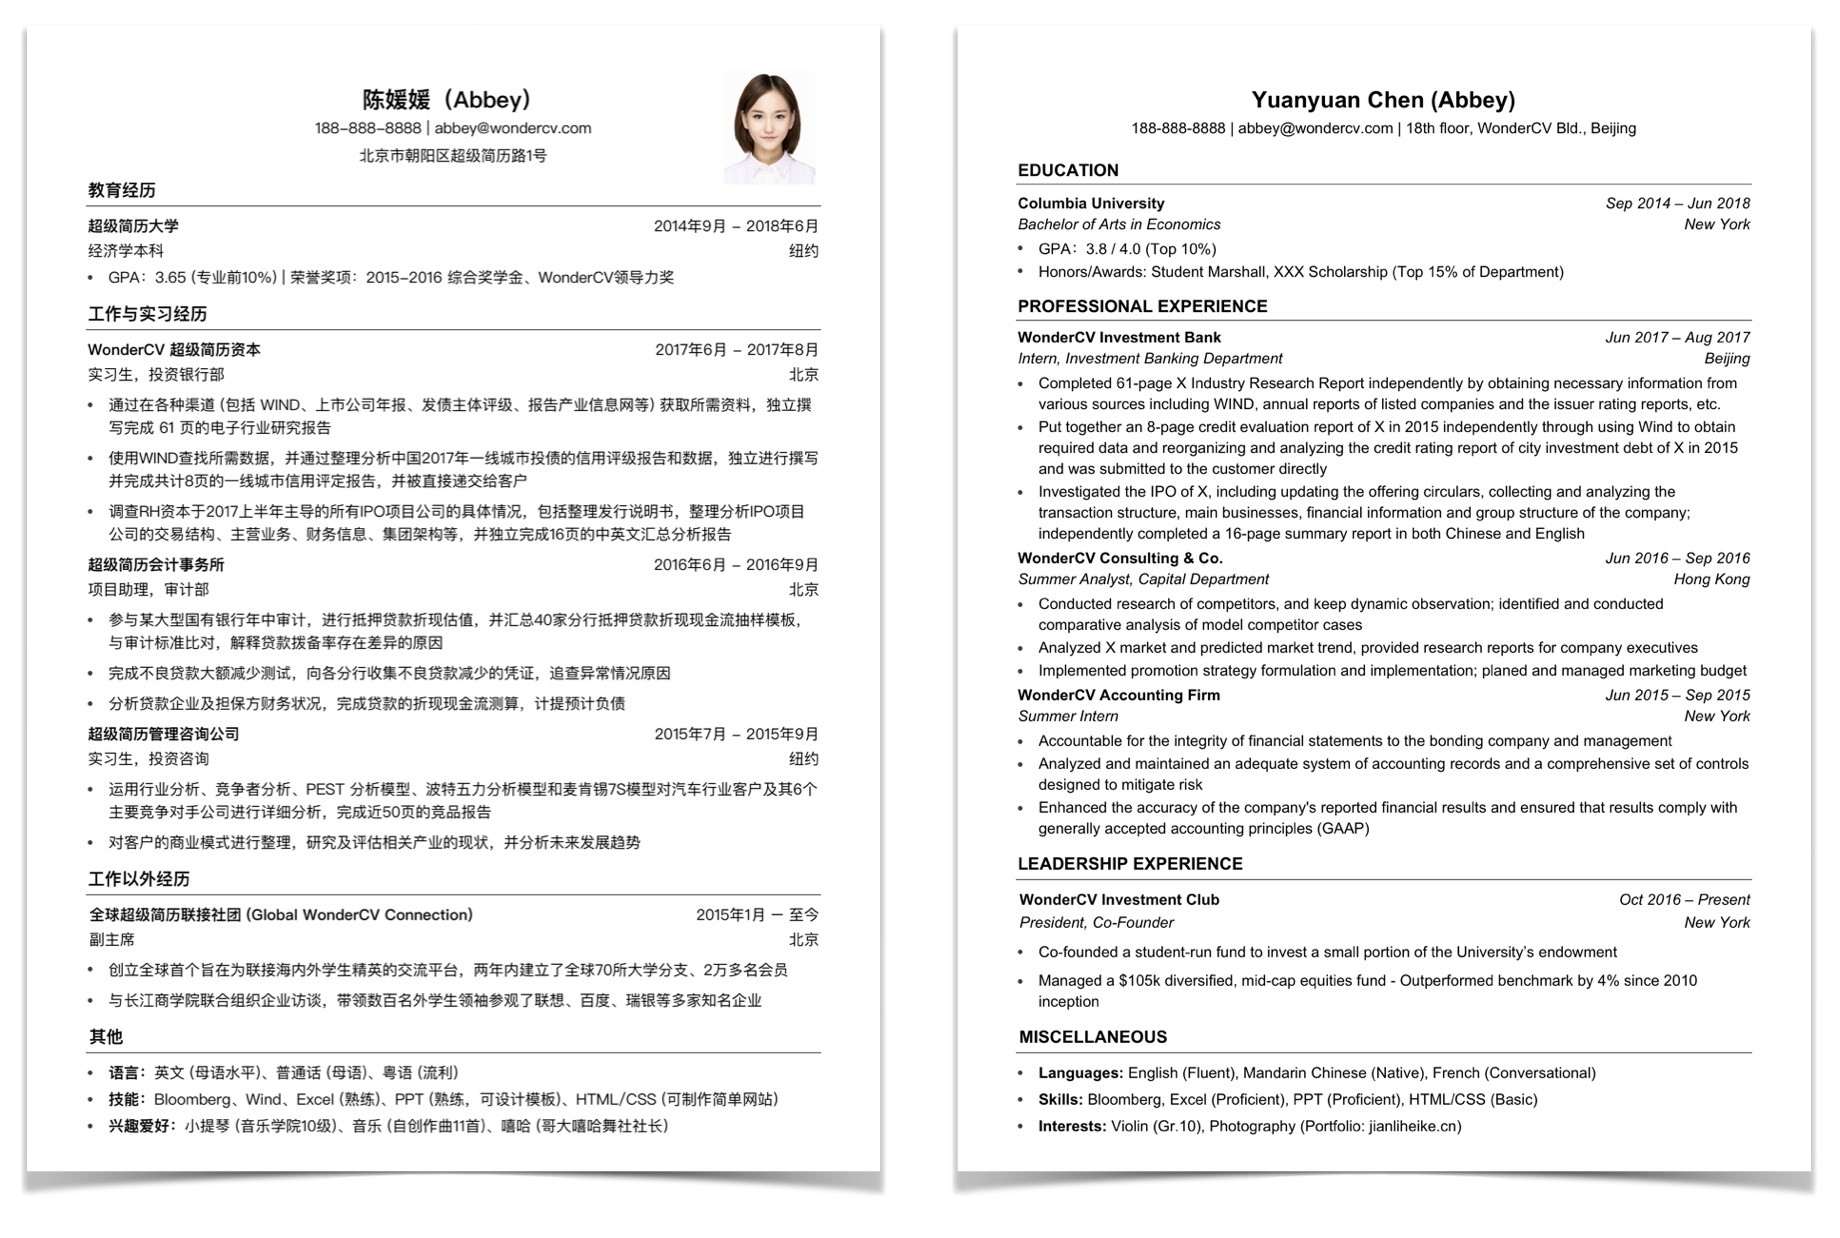 陈媛媛（Abbey）
188-888-8888 | abbey@wondercv.com
北京市朝阳区超级简历路1号
教育经历
超级简历大学 2014年9月 – 2018年6月
经济学本科 纽约
• GPA：3.65 (专业前10%) | 荣誉奖项：2015–2016 综合奖学金、WonderCV领导力奖
工作与实习经历
WonderCV 超级简历资本 2017年6月 – 2017年8月
实习生，投资银行部 北京
• 通过在各种渠道 (包括 WIND、上市公司年报、发债主体评级、报告产业信息网等) 获取所需资料，独立撰
写完成 61 页的电子行业研究报告
• 使用WIND查找所需数据，并通过整理分析中国2017年一线城市投债的信用评级报告和数据，独立进行撰写
并完成共计8页的一线城市信用评定报告，并被直接递交给客户
• 调查RH资本于2017上半年主导的所有IPO项目公司的具体情况，包括整理发行说明书，整理分析IPO项目
公司的交易结构、主营业务、财务信息、集团架构等，并独立完成16页的中英文汇总分析报告
超级简历会计事务所 2016年6月 – 2016年9月
项目助理，审计部 北京
• 参与某大型国有银行年中审计，进行抵押贷款折现估值，并汇总40家分行抵押贷款折现现金流抽样模板，
与审计标准比对，解释贷款拨备率存在差异的原因
• 完成不良贷款大额减少测试，向各分行收集不良贷款减少的凭证，追查异常情况原因
• 分析贷款企业及担保方财务状况，完成贷款的折现现金流测算，计提预计负债
超级简历管理咨询公司 2015年7月 – 2015年9月
实习生，投资咨询 纽约
• 运用行业分析、竞争者分析、PEST 分析模型、波特五力分析模型和麦肯锡7S模型对汽车行业客户及其6个
主要竞争对手公司进行详细分析，完成近50页的竞品报告
• 对客户的商业模式进行整理，研究及评估相关产业的现状，并分析未来发展趋势
工作以外经历
全球超级简历联接社团 (Global WonderCV Connection) 2015年1月 — 至今
副主席 北京
• 创立全球首个旨在为联接海内外学生精英的交流平台，两年内建立了全球70所大学分支、2万多名会员
• 与长江商学院联合组织企业访谈，带领数百名外学生领袖参观了联想、百度、瑞银等多家知名企业
其他
• 语言：英文 (母语水平)、普通话 (母语)、粤语 (流利)
• 技能：Bloomberg、Wind、Excel (熟练)、PPT (熟练，可设计模板)、HTML/CSS (可制作简单网站)
• 兴趣爱好：小提琴 (音乐学院10级)、音乐 (自创作曲11首)、嘻哈 (哥大嘻哈舞社社长)
Yuanyuan Chen (Abbey)
188-888-8888 | abbey@wondercv.com | 18th floor, WonderCV Bld., Beijing
EDUCATION
Columbia University Sep 2014 – Jun 2018
Bachelor of Arts in Economics New York
• GPA：3.8 / 4.0 (Top 10%)
• Honors/Awards: Student Marshall, XXX Scholarship (Top 15% of Department)
PROFESSIONAL EXPERIENCE
WonderCV Investment Bank Jun 2017 – Aug 2017
Intern, Investment Banking Department Beijing
• Completed 61-page X Industry Research Report independently by obtaining necessary information from
various sources including WIND, annual reports of listed companies and the issuer rating reports, etc.
• Put together an 8-page credit evaluation report of X in 2015 independently through using Wind to obtain
required data and reorganizing and analyzing the credit rating report of city investment debt of X in 2015
and was submitted to the customer directly
• Investigated the IPO of X, including updating the offering circulars, collecting and analyzing the
transaction structure, main businesses, financial information and group structure of the company;
independently completed a 16-page summary report in both Chinese and English
WonderCV Consulting & Co. Jun 2016 – Sep 2016
Summer Analyst, Capital Department Hong Kong
• Conducted research of competitors, and keep dynamic observation; identified and conducted
comparative analysis of model competitor cases
• Analyzed X market and predicted market trend, provided research reports for company executives
• Implemented promotion strategy formulation and implementation; planed and managed marketing budget
WonderCV Accounting Firm Jun 2015 – Sep 2015
Summer Intern New York
• Accountable for the integrity of financial statements to the bonding company and management
• Analyzed and maintained an adequate system of accounting records and a comprehensive set of controls
designed to mitigate risk
• Enhanced the accuracy of the company's reported financial results and ensured that results comply with
generally accepted accounting principles (GAAP)
LEADERSHIP EXPERIENCE
WonderCV Investment Club Oct 2016 – Present
President, Co-Founder New York
• Co-founded a student-run fund to invest a small portion of the University’s endowment
• Managed a $105k diversified, mid-cap equities fund - Outperformed benchmark by 4% since 2010
inception
MISCELLANEOUS
• Languages: English (Fluent), Mandarin Chinese (Native), French (Conversational)
• Skills: Bloomberg, Excel (Proficient), PPT (Proficient), HTML/CSS (Basic)
• Interests: Violin (Gr.10), Photography (Portfolio: jianliheike.cn)